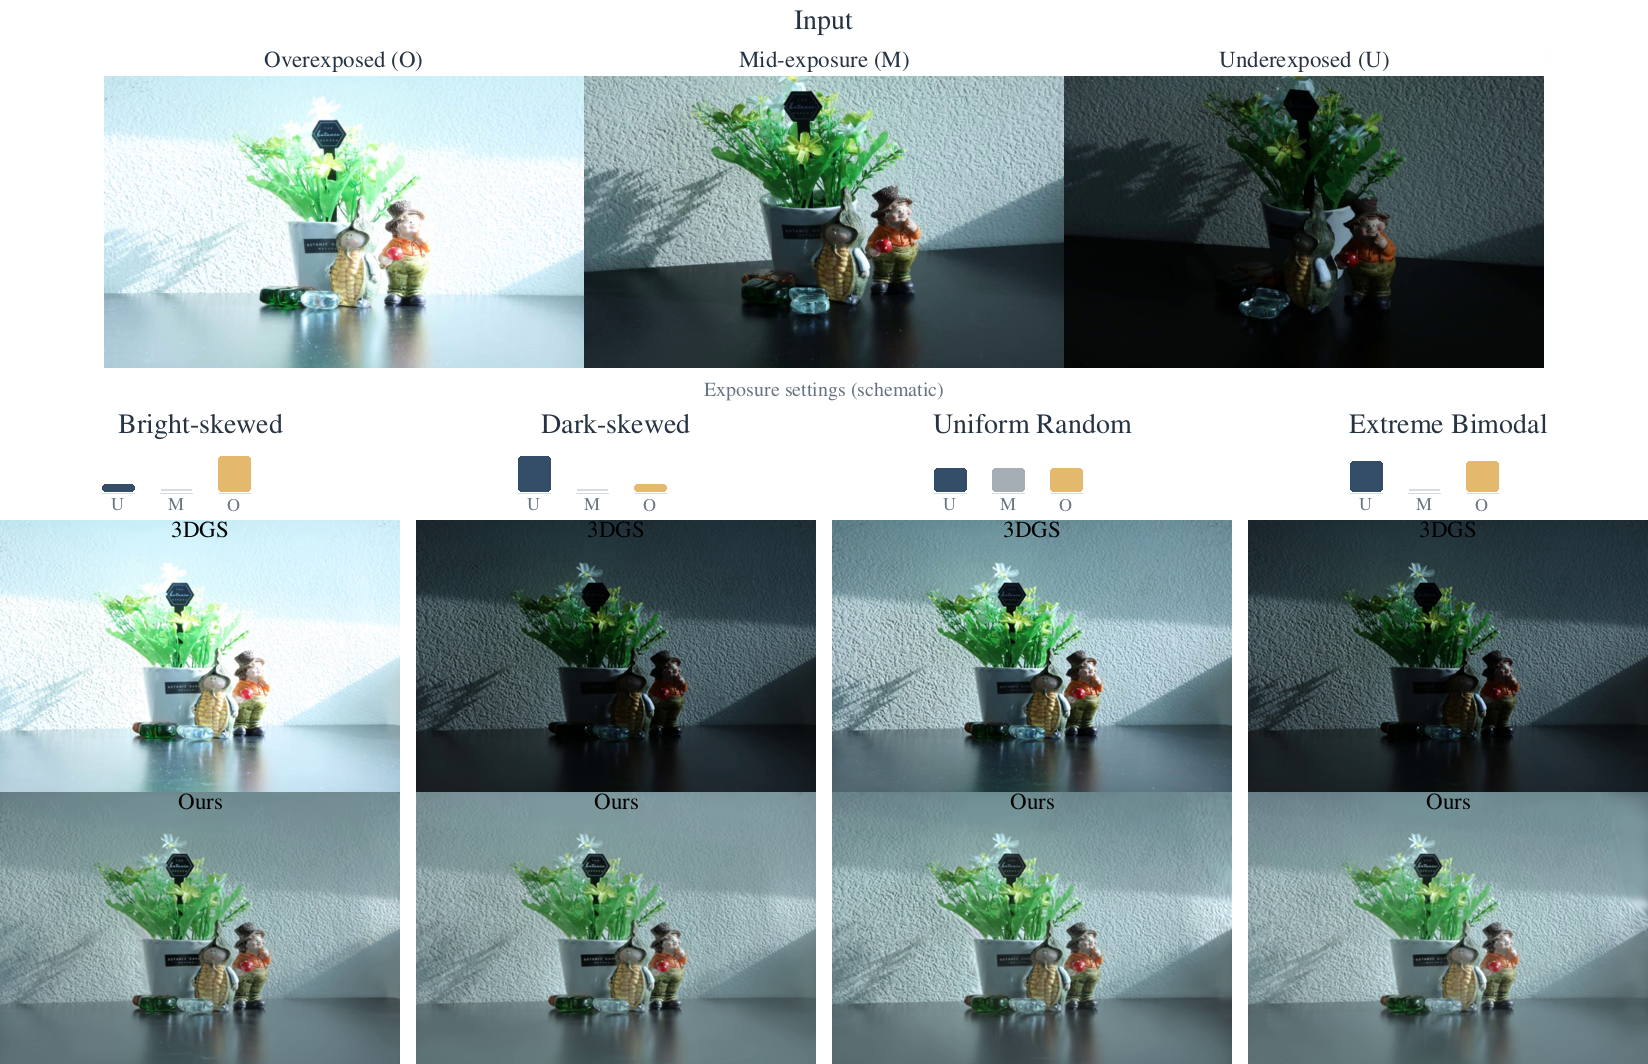 Input
Overexposed (O)
Mid-exposure (M)
Underexposed (U)
Exposure settings (schematic)
Bright-skewed
Dark-skewed
Uniform Random
Extreme Bimodal
U M O
U M O
U M O
U M O
3DGS
3DGS
3DGS
3DGS
Ours
Ours
Ours
Ours